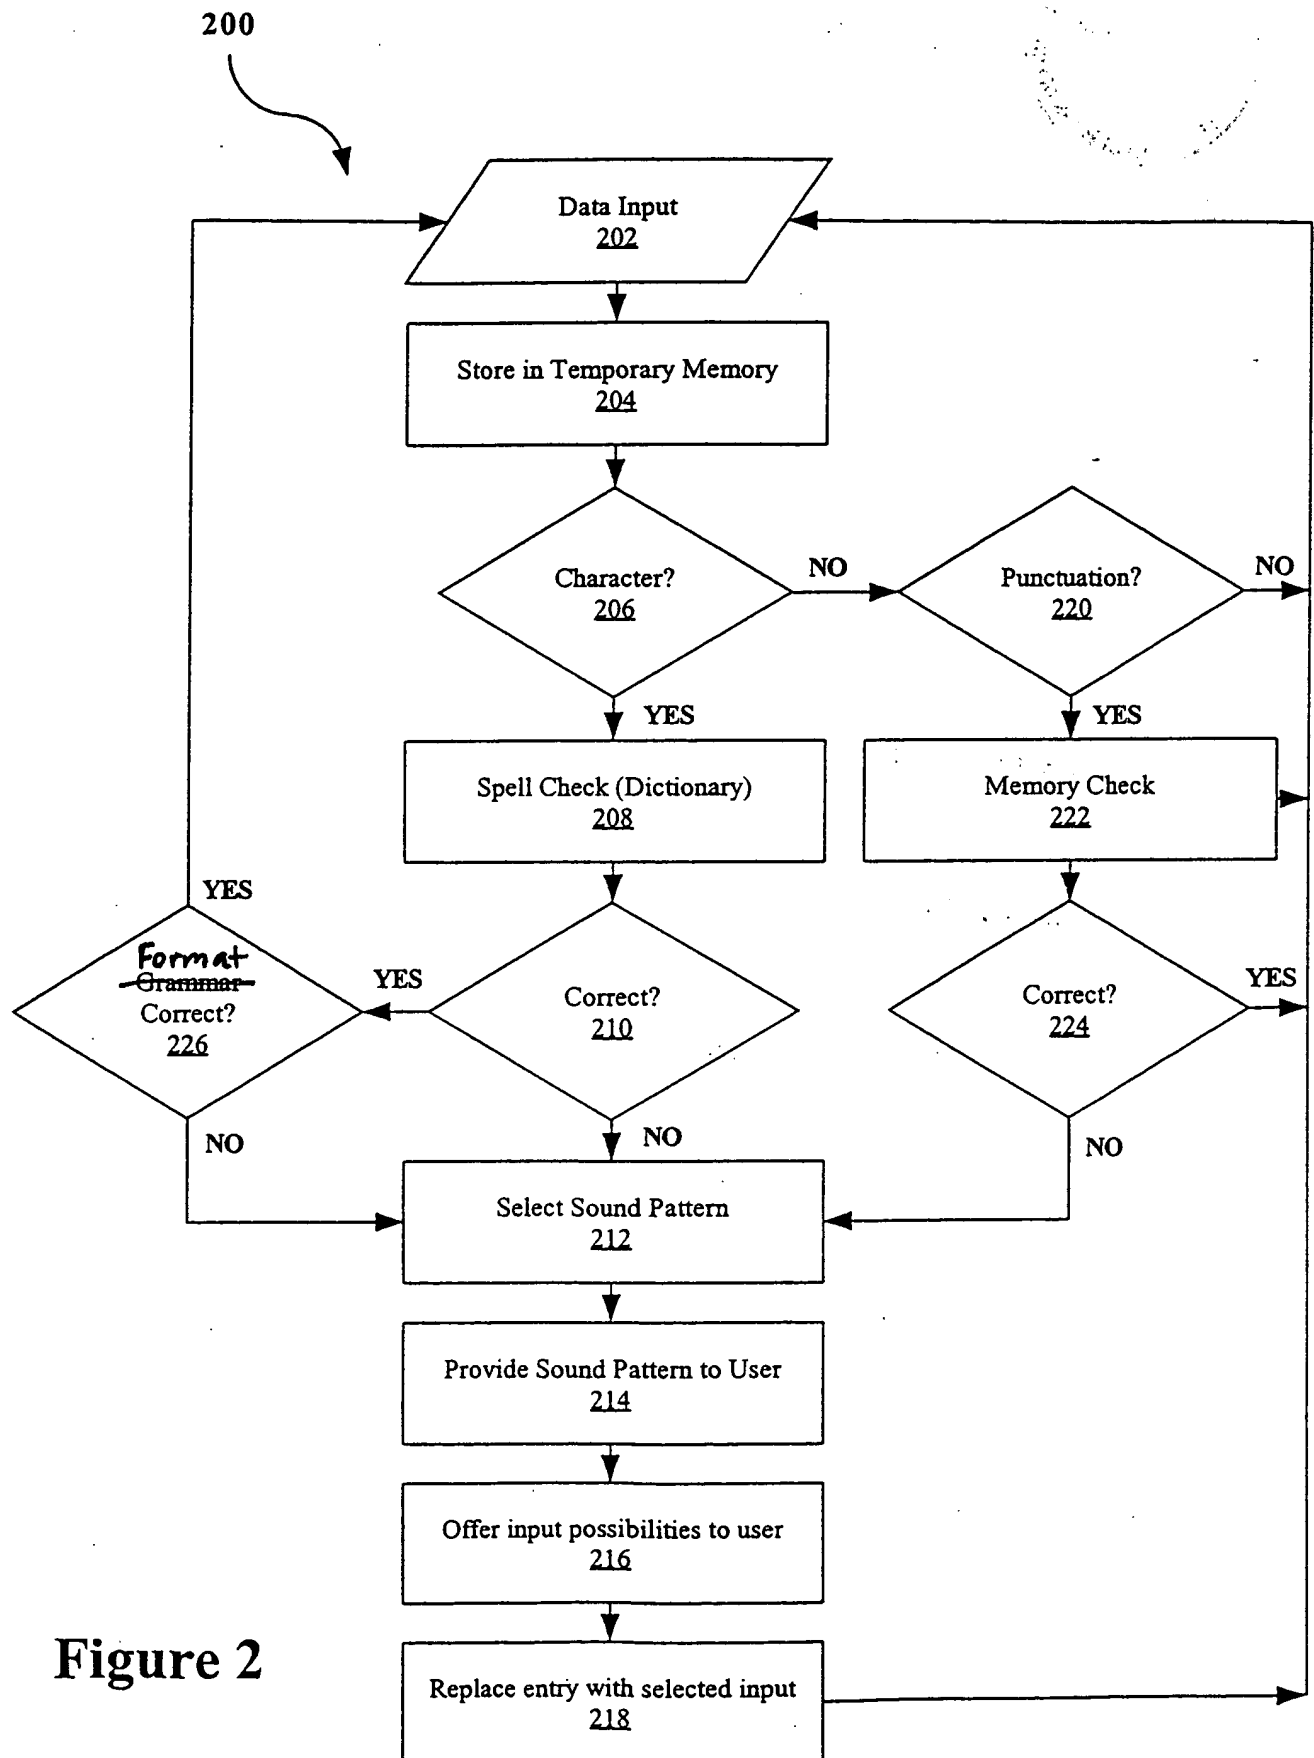 200
Data Input
202
Store in Temporary Memory
204
Character?
206
NO
Punctuation?
220
NO
YES
YES
Spell Check (Dictionary)
208
Memory Check
222
YES
Format
Grammar
Correct?
226
YES
Correct?
210
Correct?
224
YES
NO
NO
NO
Select Sound Pattern
212
Provide Sound Pattern to User
214
Offer input possibilities to user
216
Replace entry with selected input
218
Figure 2